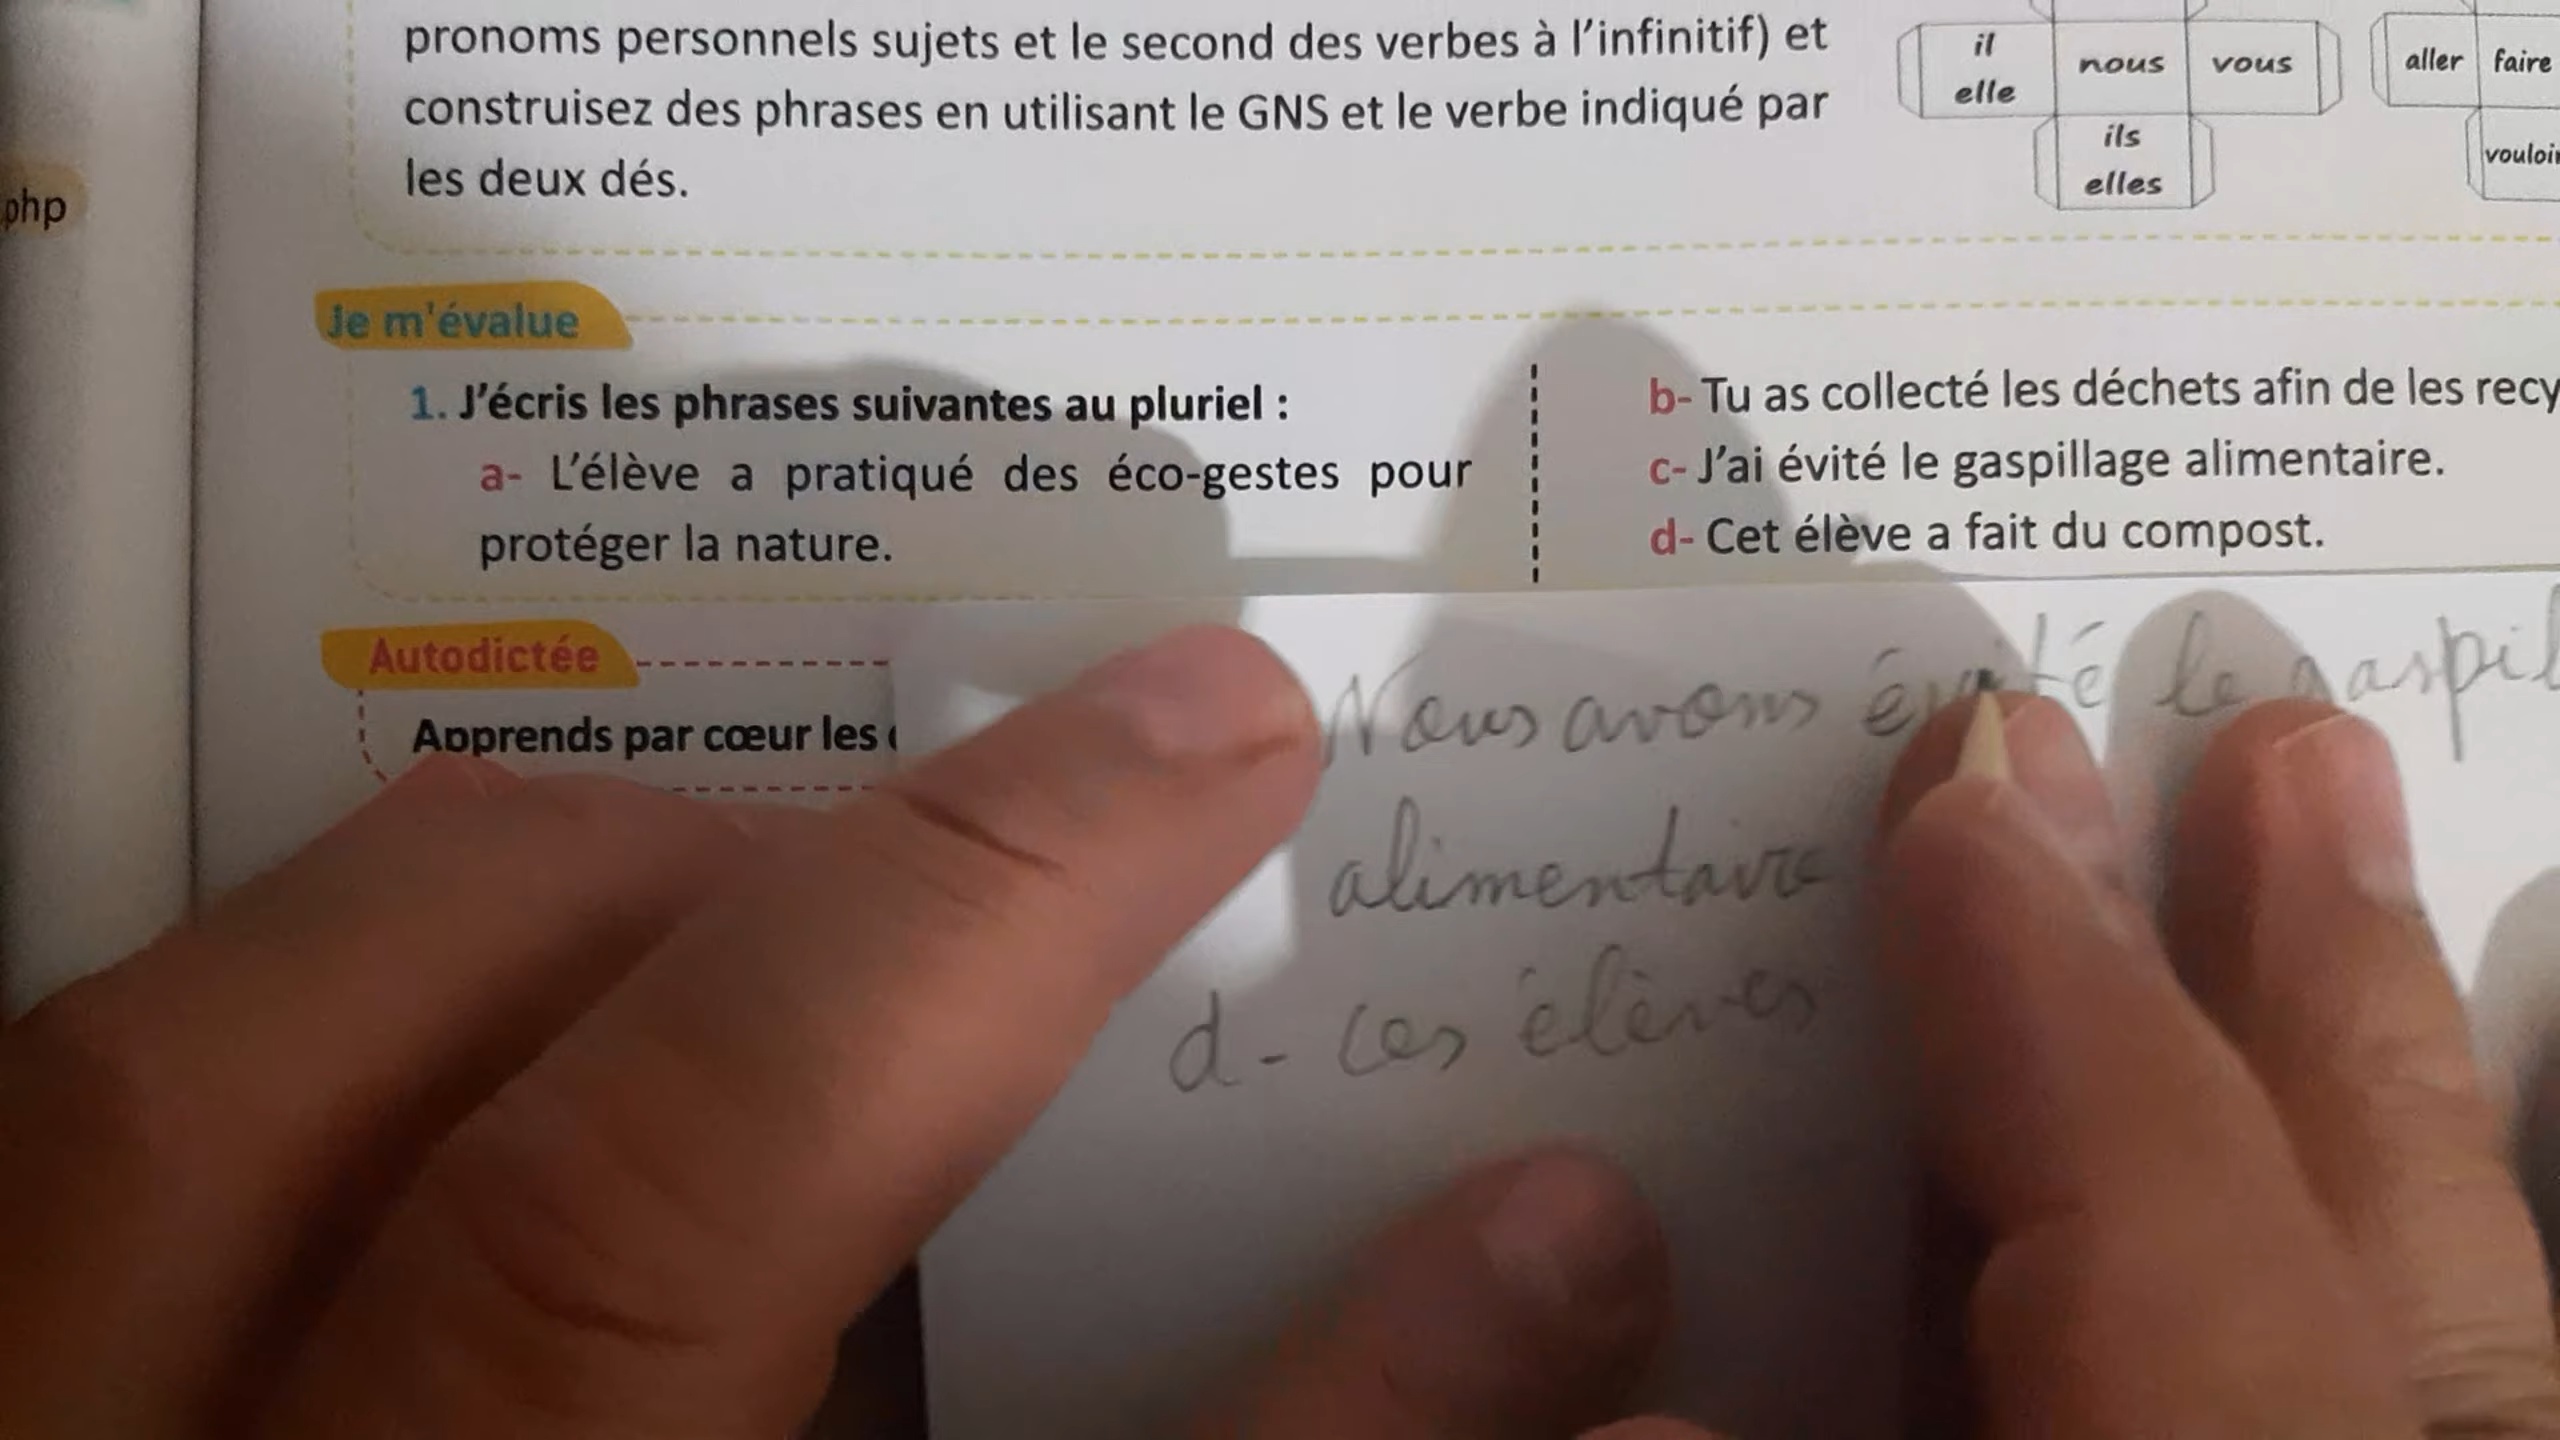 pronoms personnels sujets et le second des verbes à l'infinitif) et
construisez des phrases en utilisant le GNS et le verbe indiqué par
les deux dés.
il
elle
nous
vous
ils
elles
aller
faire
php
Je m'évalue
1. J'écris les phrases suivantes au pluriel :
a- L'élève a pratiqué des éco-gestes pour
protéger la nature.
b- Tu as collecté les déchets afin de les
c- J'ai évité le gaspillage alimentaire.
d- Cet élève a fait du compost.
Autodictée
Apprends par cœur les
Nous avons évité le
alimentaire
d- Ces élèves